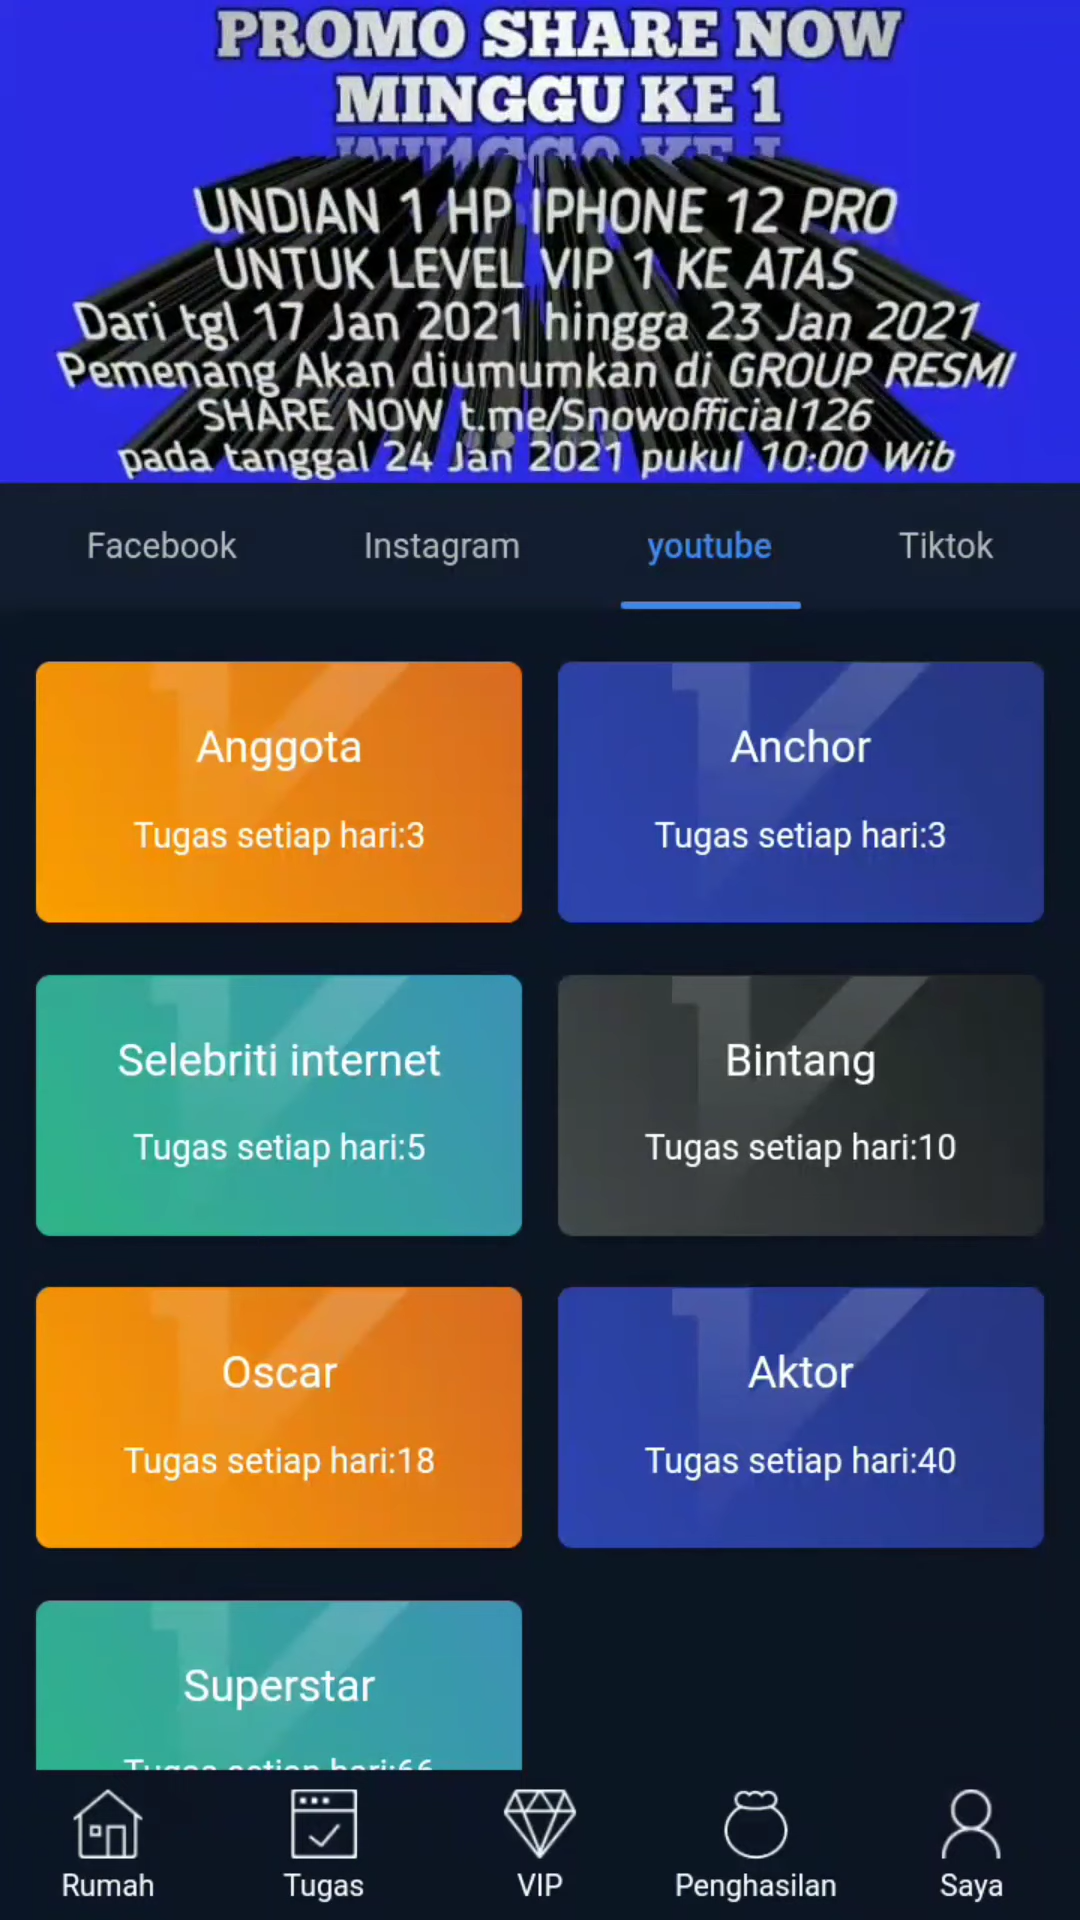 PROMO SHARE NOW
MINGGU KE 1
UNDIAN 1 HP IPHONE 12 PRO
UNTUK LEVEL VIP 1 KE ATAS
Dari tgl 17 Jan 2021 hingga 23 Jan 2021
Pemenang Akan diumumkan di GROUP RESMI
SHARE NOW t.me/Snowofficial126
pada tanggal 24 Jan 2021 pukul 10:00 Wib
Facebook Instagram youtube Tiktok
Anggota Anchor
Tugas setiap hari:3 Tugas setiap hari:3
Selebriti internet Bintang
Tugas setiap hari:5 Tugas setiap hari:10
Oscar Aktor
Tugas setiap hari:18 Tugas setiap hari:40
Superstar
Tugas setiap hari:66
Rumah Tugas VIP Penghasilan Saya